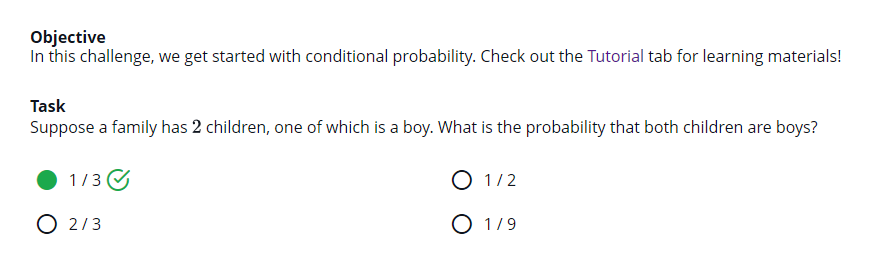 Objective
In this challenge, we get started with conditional probability. Check out the Tutorial tab for learning materials!
Task
Suppose a family has 2 children, one of which is a boy. What is the probability that both children are boys?
1 / 3
1 / 2
2 / 3
1 / 9